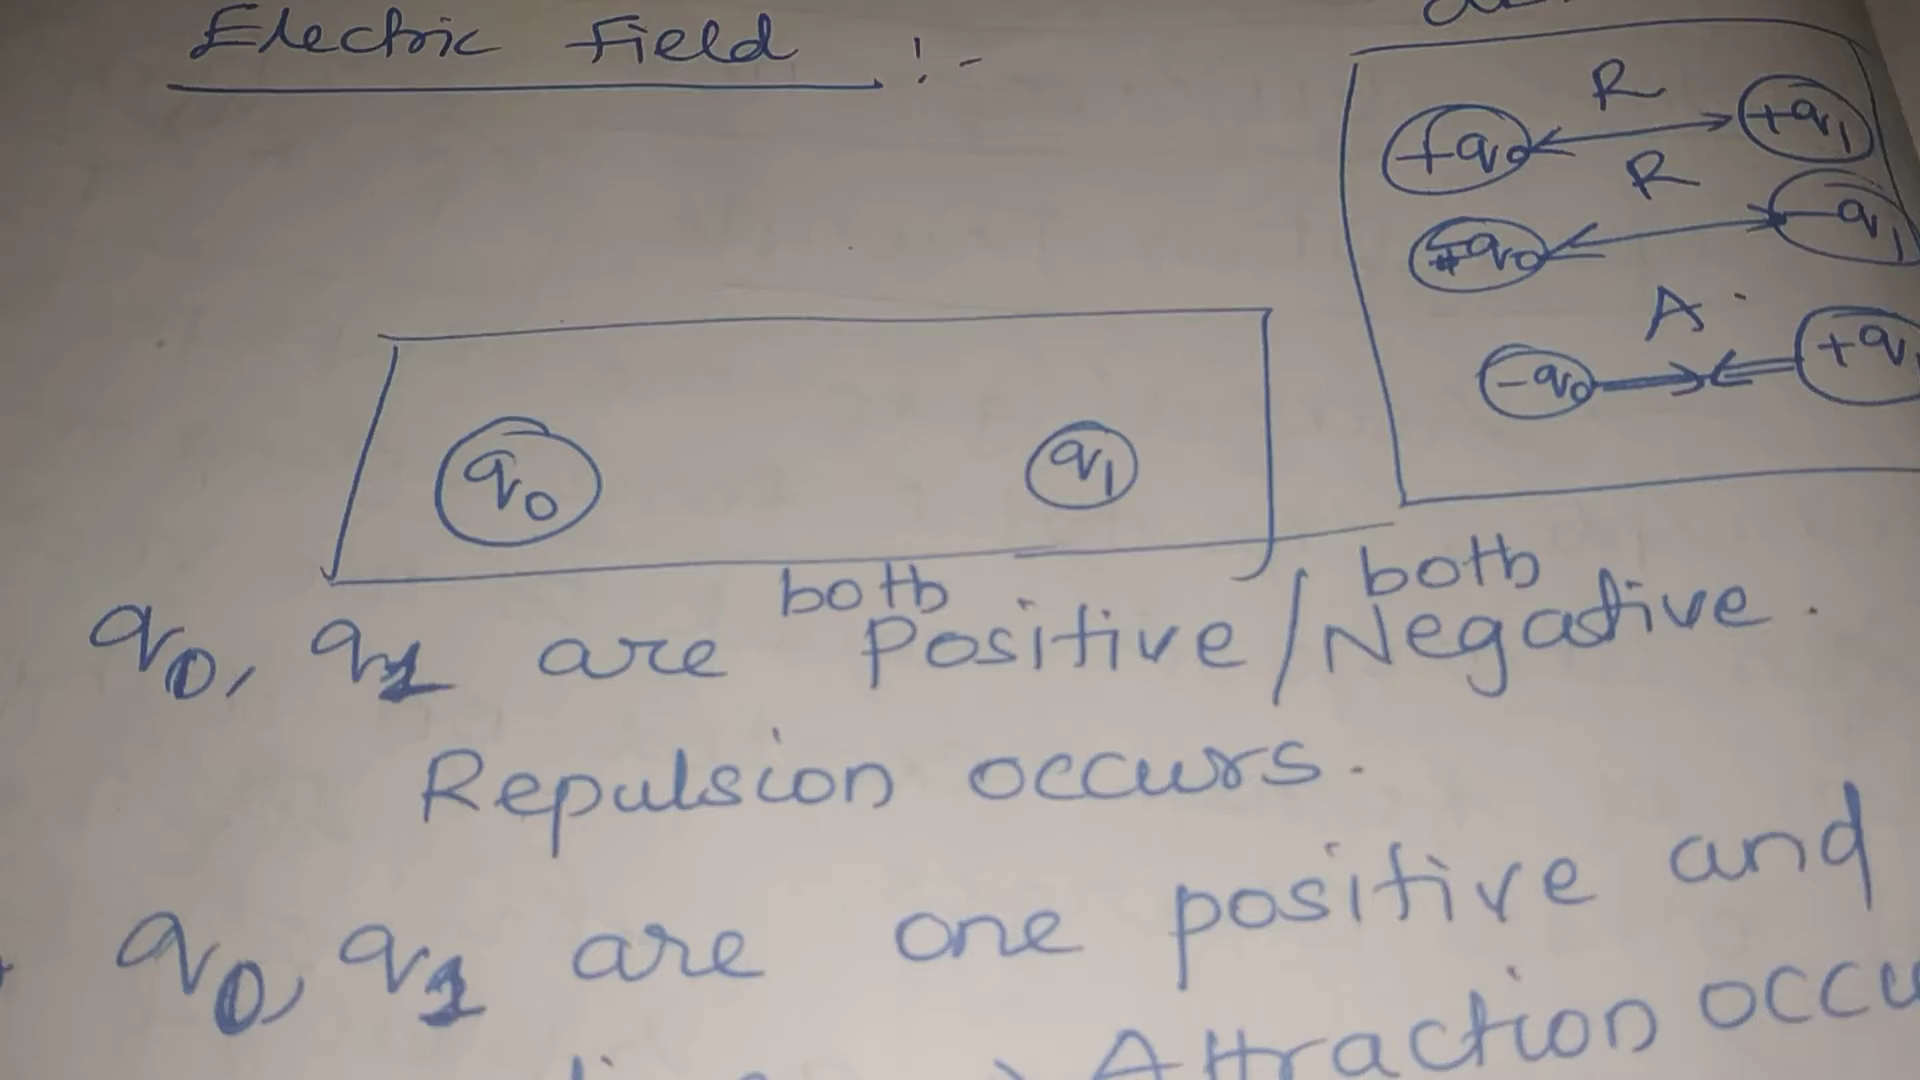 Electric Field :-
R
+q0 +q1
R
q0 -q1
A
-q0 +q
q0 q1
both both
q0, q1 are Positive/Negative.
Repulsion occurs.
q0, q1 are one positive and
Attraction occu